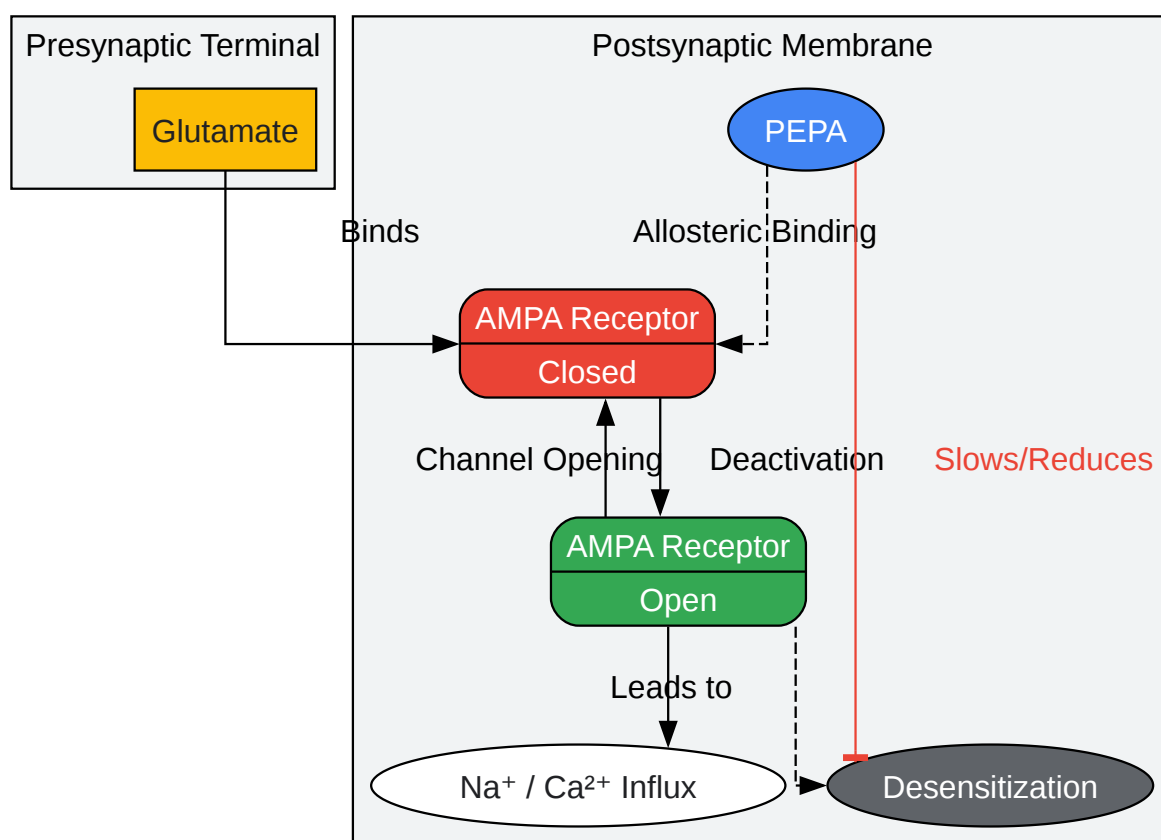 Presynaptic Terminal
Postsynaptic Membrane
Glutamate
PEPA
Binds
Allosteric Binding
AMPA Receptor
Closed
Channel Opening
Deactivation
Slows/Reduces
AMPA Receptor
Open
Leads to
Na⁺ / Ca²⁺ Influx
Desensitization